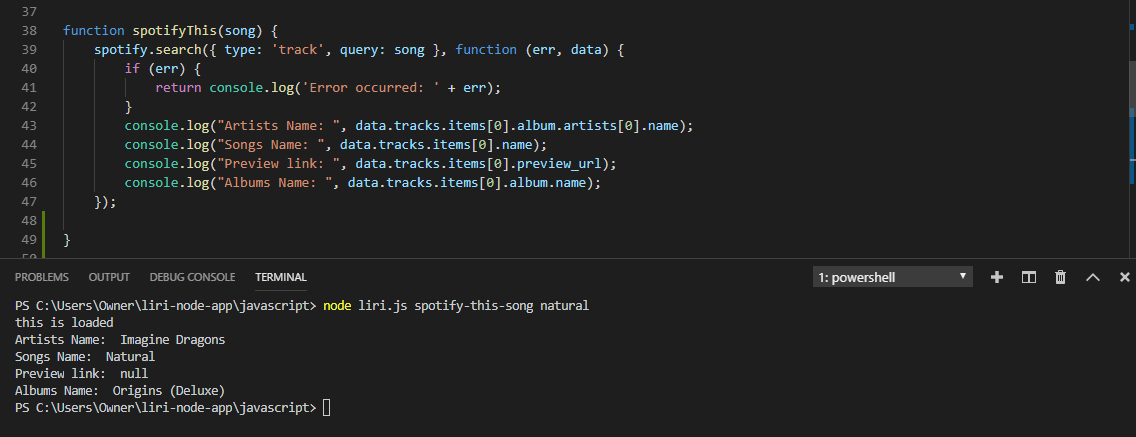 37
38 function spotifyThis(song) {
39 spotify.search({ type: 'track', query: song }, function (err, data) {
40 if (err) {
41 return console.log('Error occurred: ' + err);
42 }
43 console.log("Artists Name: ", data.tracks.items[0].album.artists[0].name);
44 console.log("Songs Name: ", data.tracks.items[0].name);
45 console.log("Preview link: ", data.tracks.items[0].preview_url);
46 console.log("Albums Name: ", data.tracks.items[0].album.name);
47 });
48
49 }
50
PROBLEMS OUTPUT DEBUG CONSOLE TERMINAL 1: powershell
PS C:\Users\Owner\liri-node-app\javascript> node liri.js spotify-this-song natural
this is loaded
Artists Name:  Imagine Dragons
Songs Name:  Natural
Preview link:  null
Albums Name:  Origins (Deluxe)
PS C:\Users\Owner\liri-node-app\javascript>